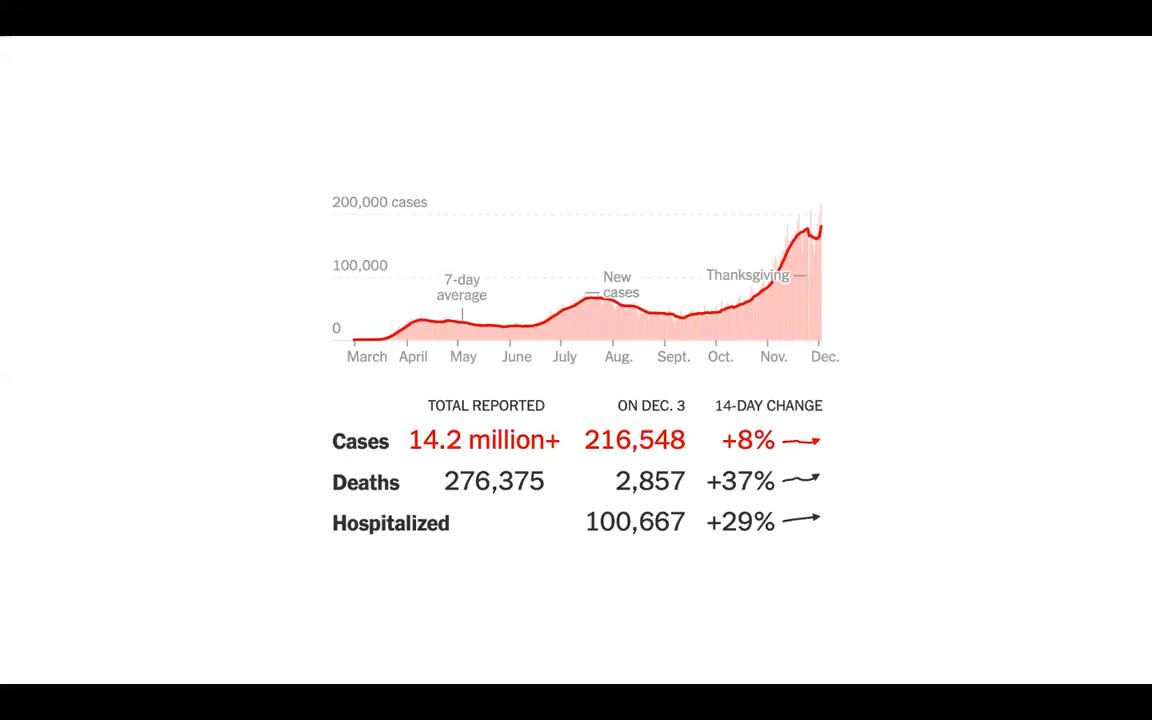 200,000 cases
100,000
7-day
average
New
cases
Thanksgiving
0
March April May June July Aug. Sept. Oct. Nov. Dec.
TOTAL REPORTED ON DEC. 3 14-DAY CHANGE
Cases 14.2 million+ 216,548 +8%
Deaths 276,375 2,857 +37%
Hospitalized 100,667 +29%